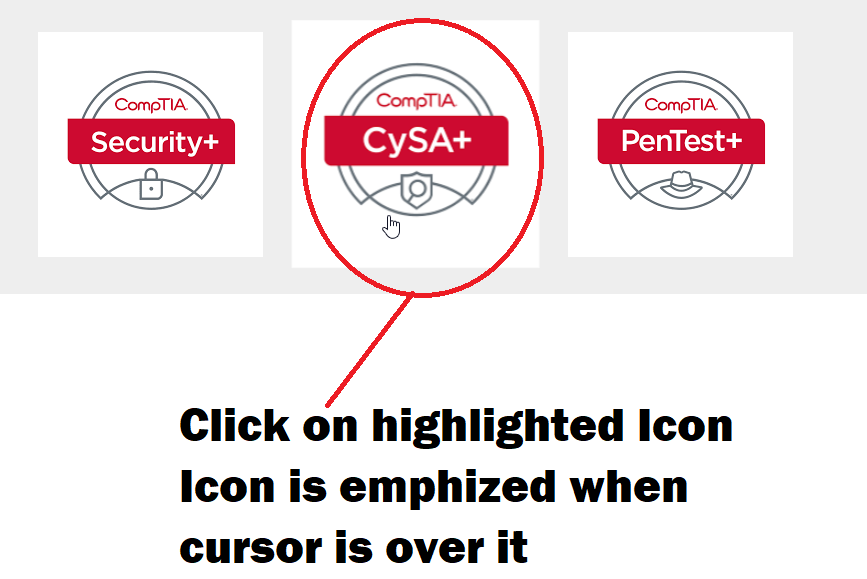 CompTIA.
Security+
CompTIA.
CySA+
CompTIA.
PenTest+
Click on highlighted Icon
Icon is emphized when
cursor is over it